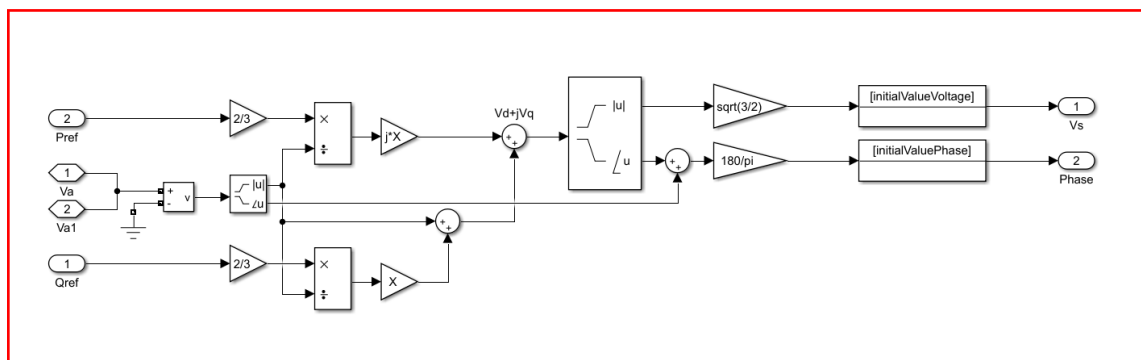 [initialValueVoltage]
2
2/3
×
|u|
sqrt(3/2)
1
Vd+jVq
Vs
Pref
÷
j*X
+
+
∠u
[initialValuePhase]
180/pi
2
1
+
+
Phase
Va
+
-
v
|u|
∠u
2
Va1
+
+
1
2/3
×
Qref
÷
X